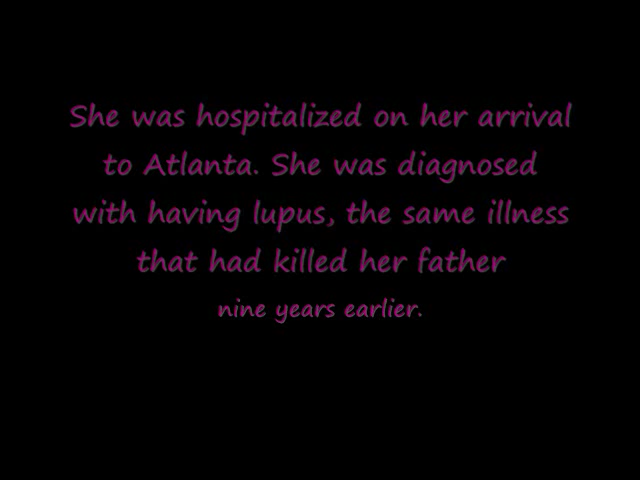 She was hospitalized on her arrival
to Atlanta. She was diagnosed
with having lupus, the same illness
that had killed her father
nine years earlier.